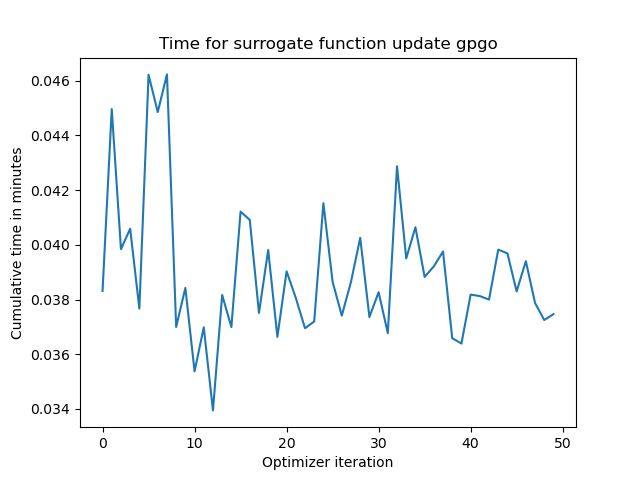 Time for surrogate function update gpgo
Cumulative time in minutes
0.046
0.044
0.042
0.040
0.038
0.036
0.034
0 10 20 30 40 50
Optimizer iteration